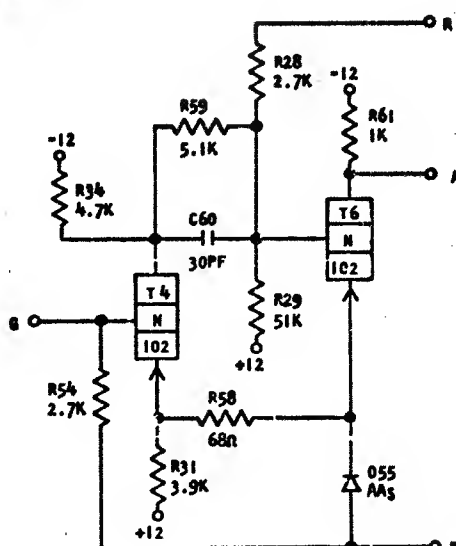 R
R28
2.7K
-12
R59
5.1K
R61
1K
-12
R34
4.7K
A
C60
30PF
T6
N
102
T4
N
102
G
R29
51K
+12
R54
2.7K
R58
68Ω
R31
3.9K
+12
D55
AAs